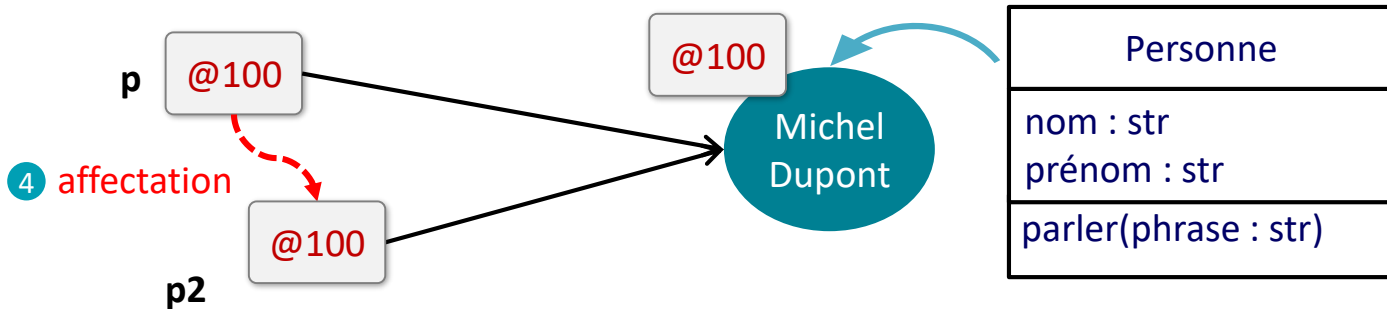 p
@100
4 affectation
@100
p2
@100
Michel
Dupont
Personne
nom : str
prénom : str
parler(phrase : str)